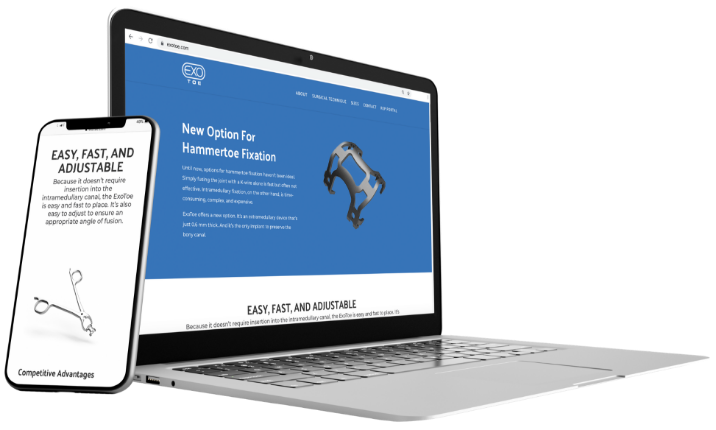 exotoe.com
EXO
TOE
ABOUT SURGICAL TECHNIQUE BLOG CONTACT
New Option For
Hammertoe Fixation
Until now, options for hammertoe fixation haven't been ideal.
Simply fusing the joint with a K-wire alone is fast but often not
effective. Intramedullary fixation, on the other hand, is time-
consuming, complex, and expensive.
ExoToe offers a new option. It's an extramedullary device that's
just 0.6 mm thick. And it's the only implant to preserve the
bony canal.
EASY, FAST, AND ADJUSTABLE
Because it doesn't require insertion into the intramedullary canal, the ExoToe is easy and fast to place. It's
EASY, FAST, AND
ADJUSTABLE
Because it doesn't require
insertion into the
intramedullary canal, the ExoToe
is easy and fast to place. It's also
easy to adjust to ensure an
appropriate angle of fusion.
Competitive Advantages